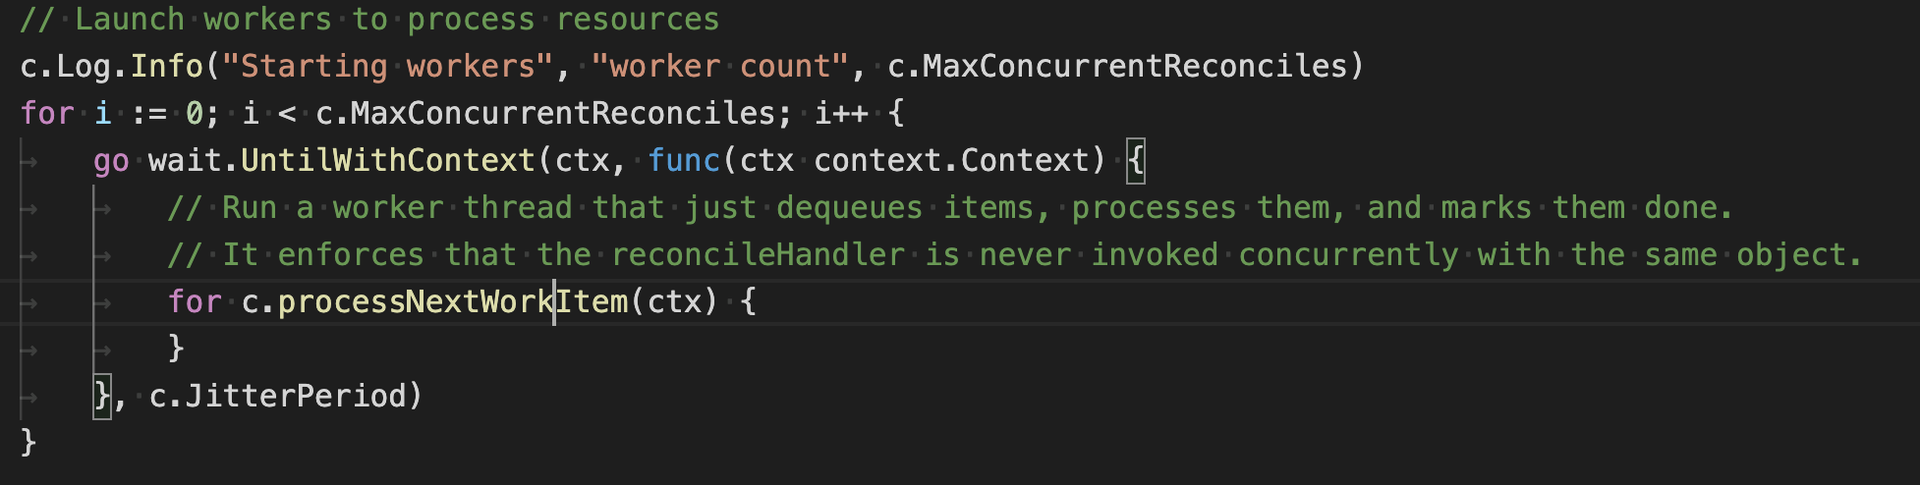 // Launch workers to process resources
c.Log.Info("Starting workers", "worker count", c.MaxConcurrentReconciles)
for i := 0; i < c.MaxConcurrentReconciles; i++ {
go wait.UntilWithContext(ctx, func(ctx context.Context) {
// Run a worker thread that just dequeues items, processes them, and marks them done.
// It enforces that the reconcileHandler is never invoked concurrently with the same object.
for c.processNextWorkItem(ctx) {
}
}, c.JitterPeriod)
}